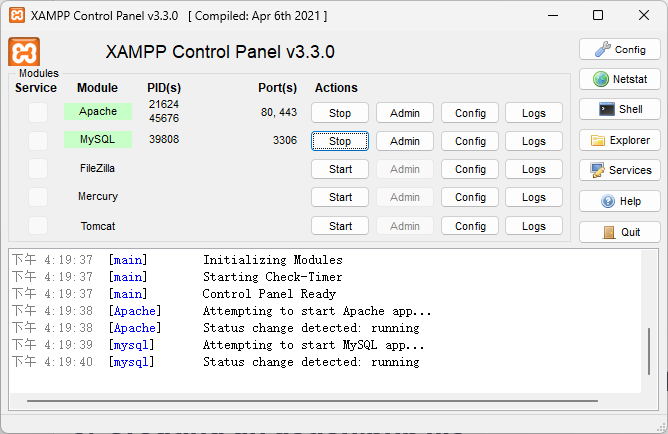 XAMPP Control Panel v3.3.0 [ Compiled: Apr 6th 2021 ]
XAMPP Control Panel v3.3.0
Config
Modules
Service Module PID(s) Port(s) Actions
Netstat
Apache 21624 45676 80, 443 Stop Admin Config Logs
Shell
MySQL 39808 3306 Stop Admin Config Logs
Explorer
FileZilla Start Admin Config Logs
Services
Mercury Start Admin Config Logs
Help
Tomcat Start Admin Config Logs
Quit
下午 4:19:37 [main] Initializing Modules
下午 4:19:37 [main] Starting Check-Timer
下午 4:19:37 [main] Control Panel Ready
下午 4:19:38 [Apache] Attempting to start Apache app...
下午 4:19:38 [Apache] Status change detected: running
下午 4:19:39 [mysql] Attempting to start MySQL app...
下午 4:19:40 [mysql] Status change detected: running